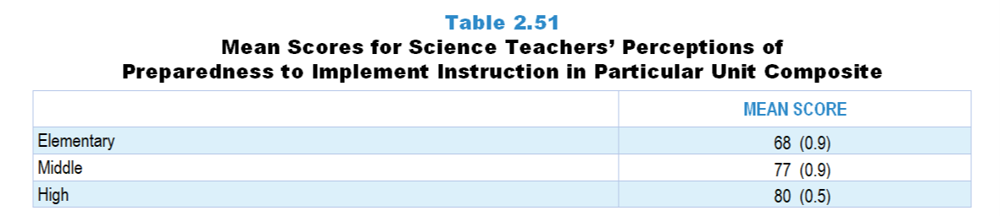 Table 2.51
Mean Scores for Science Teachers’ Perceptions of
Preparedness to Implement Instruction in Particular Unit Composite
MEAN SCORE
Elementary 68 (0.9)
Middle 77 (0.9)
High 80 (0.5)